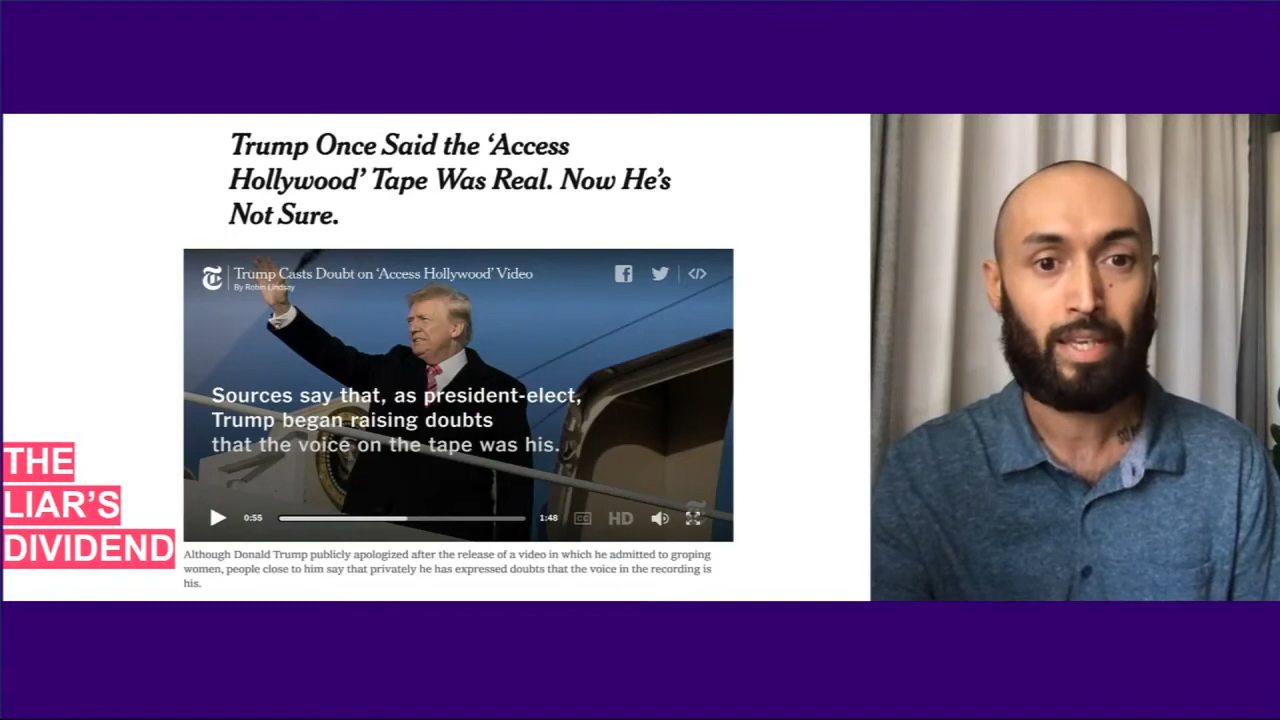 Trump Once Said the ‘Access
Hollywood’ Tape Was Real. Now He’s
Not Sure.
Trump Casts Doubt on ‘Access Hollywood’ Video
By Robin Lindsay
Sources say that, as president-elect,
Trump began raising doubts
that the voice on the tape was his.
0:55
1:48
CC
HD
THE
LIAR’S
DIVIDEND
Although Donald Trump publicly apologized after the release of a video in which he admitted to groping
women, people close to him say that privately he has expressed doubts that the voice in the recording is
his.